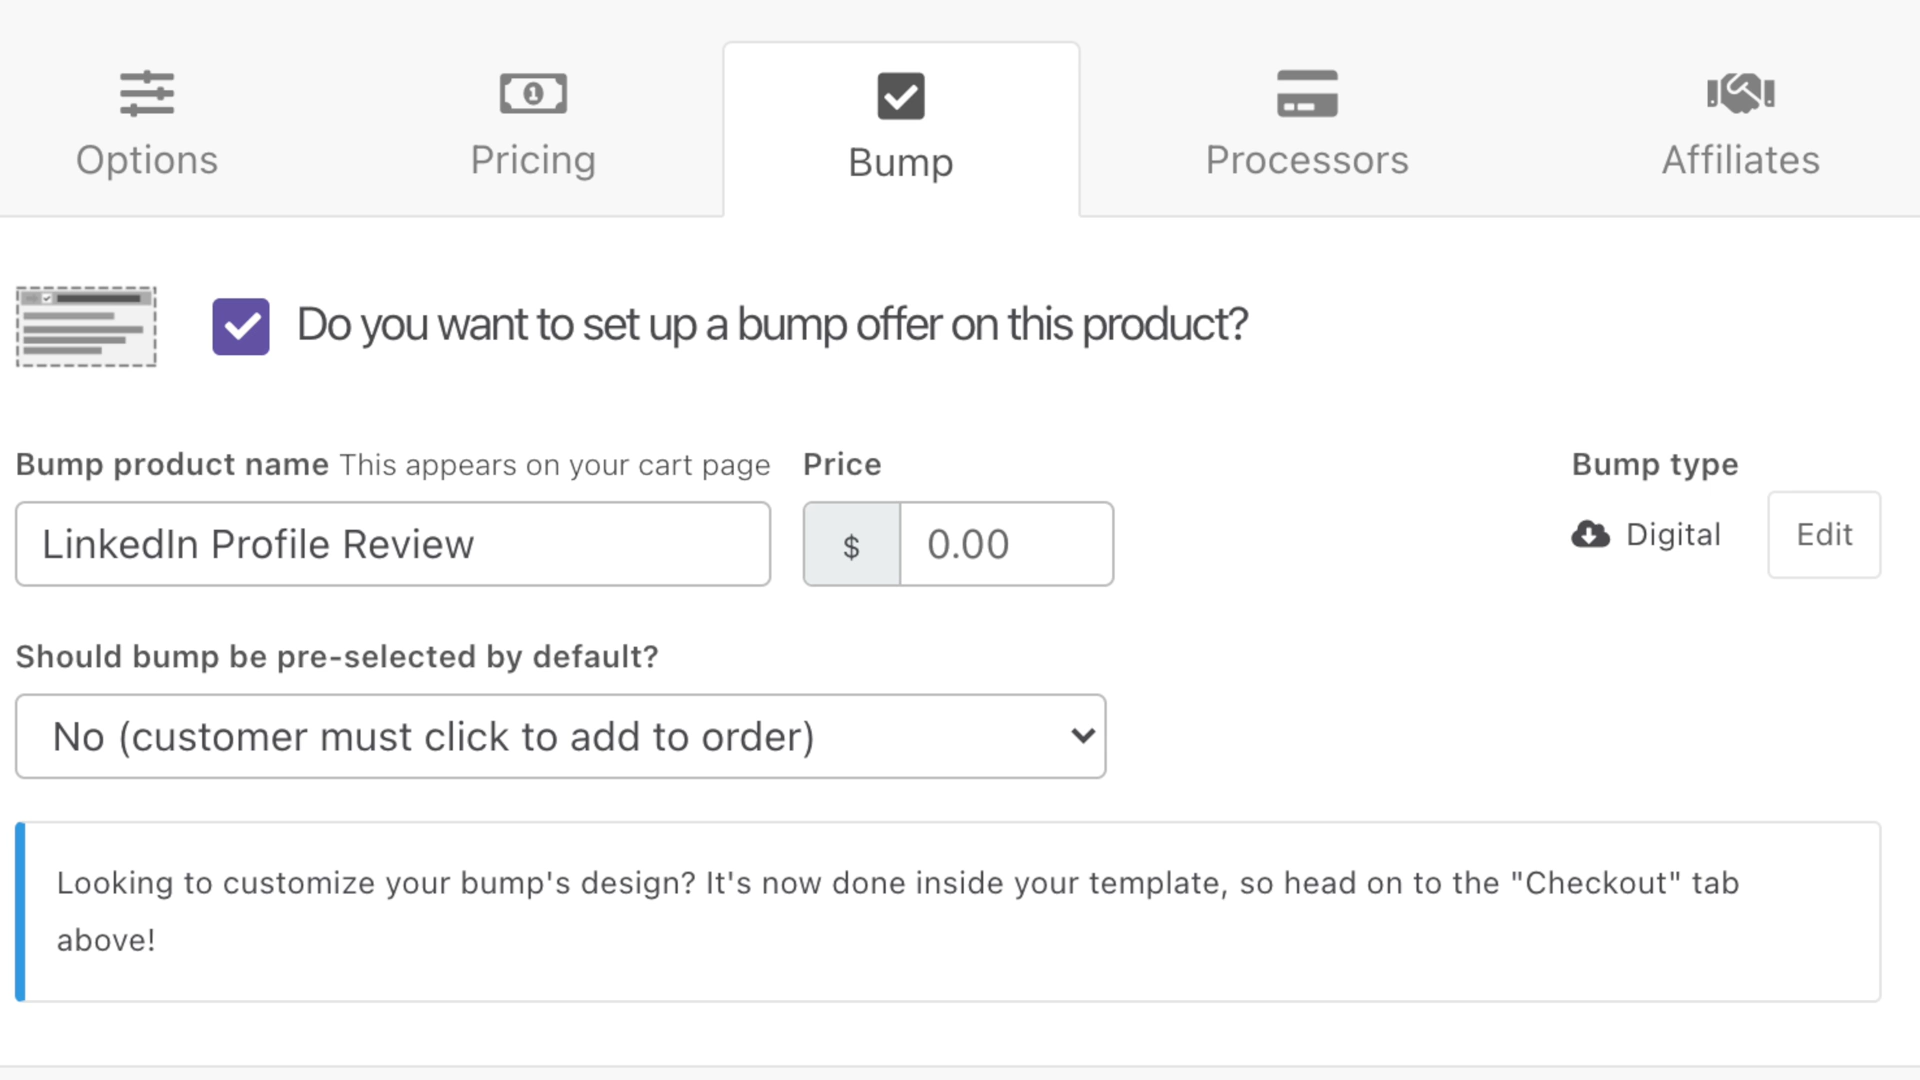 Options
Pricing
Bump
Processors
Affiliates
Do you want to set up a bump offer on this product?
Bump product name This appears on your cart page
Price
Bump type
LinkedIn Profile Review
$ 0.00
Digital
Edit
Should bump be pre-selected by default?
No (customer must click to add to order)
Looking to customize your bump's design? It's now done inside your template, so head on to the "Checkout" tab
above!